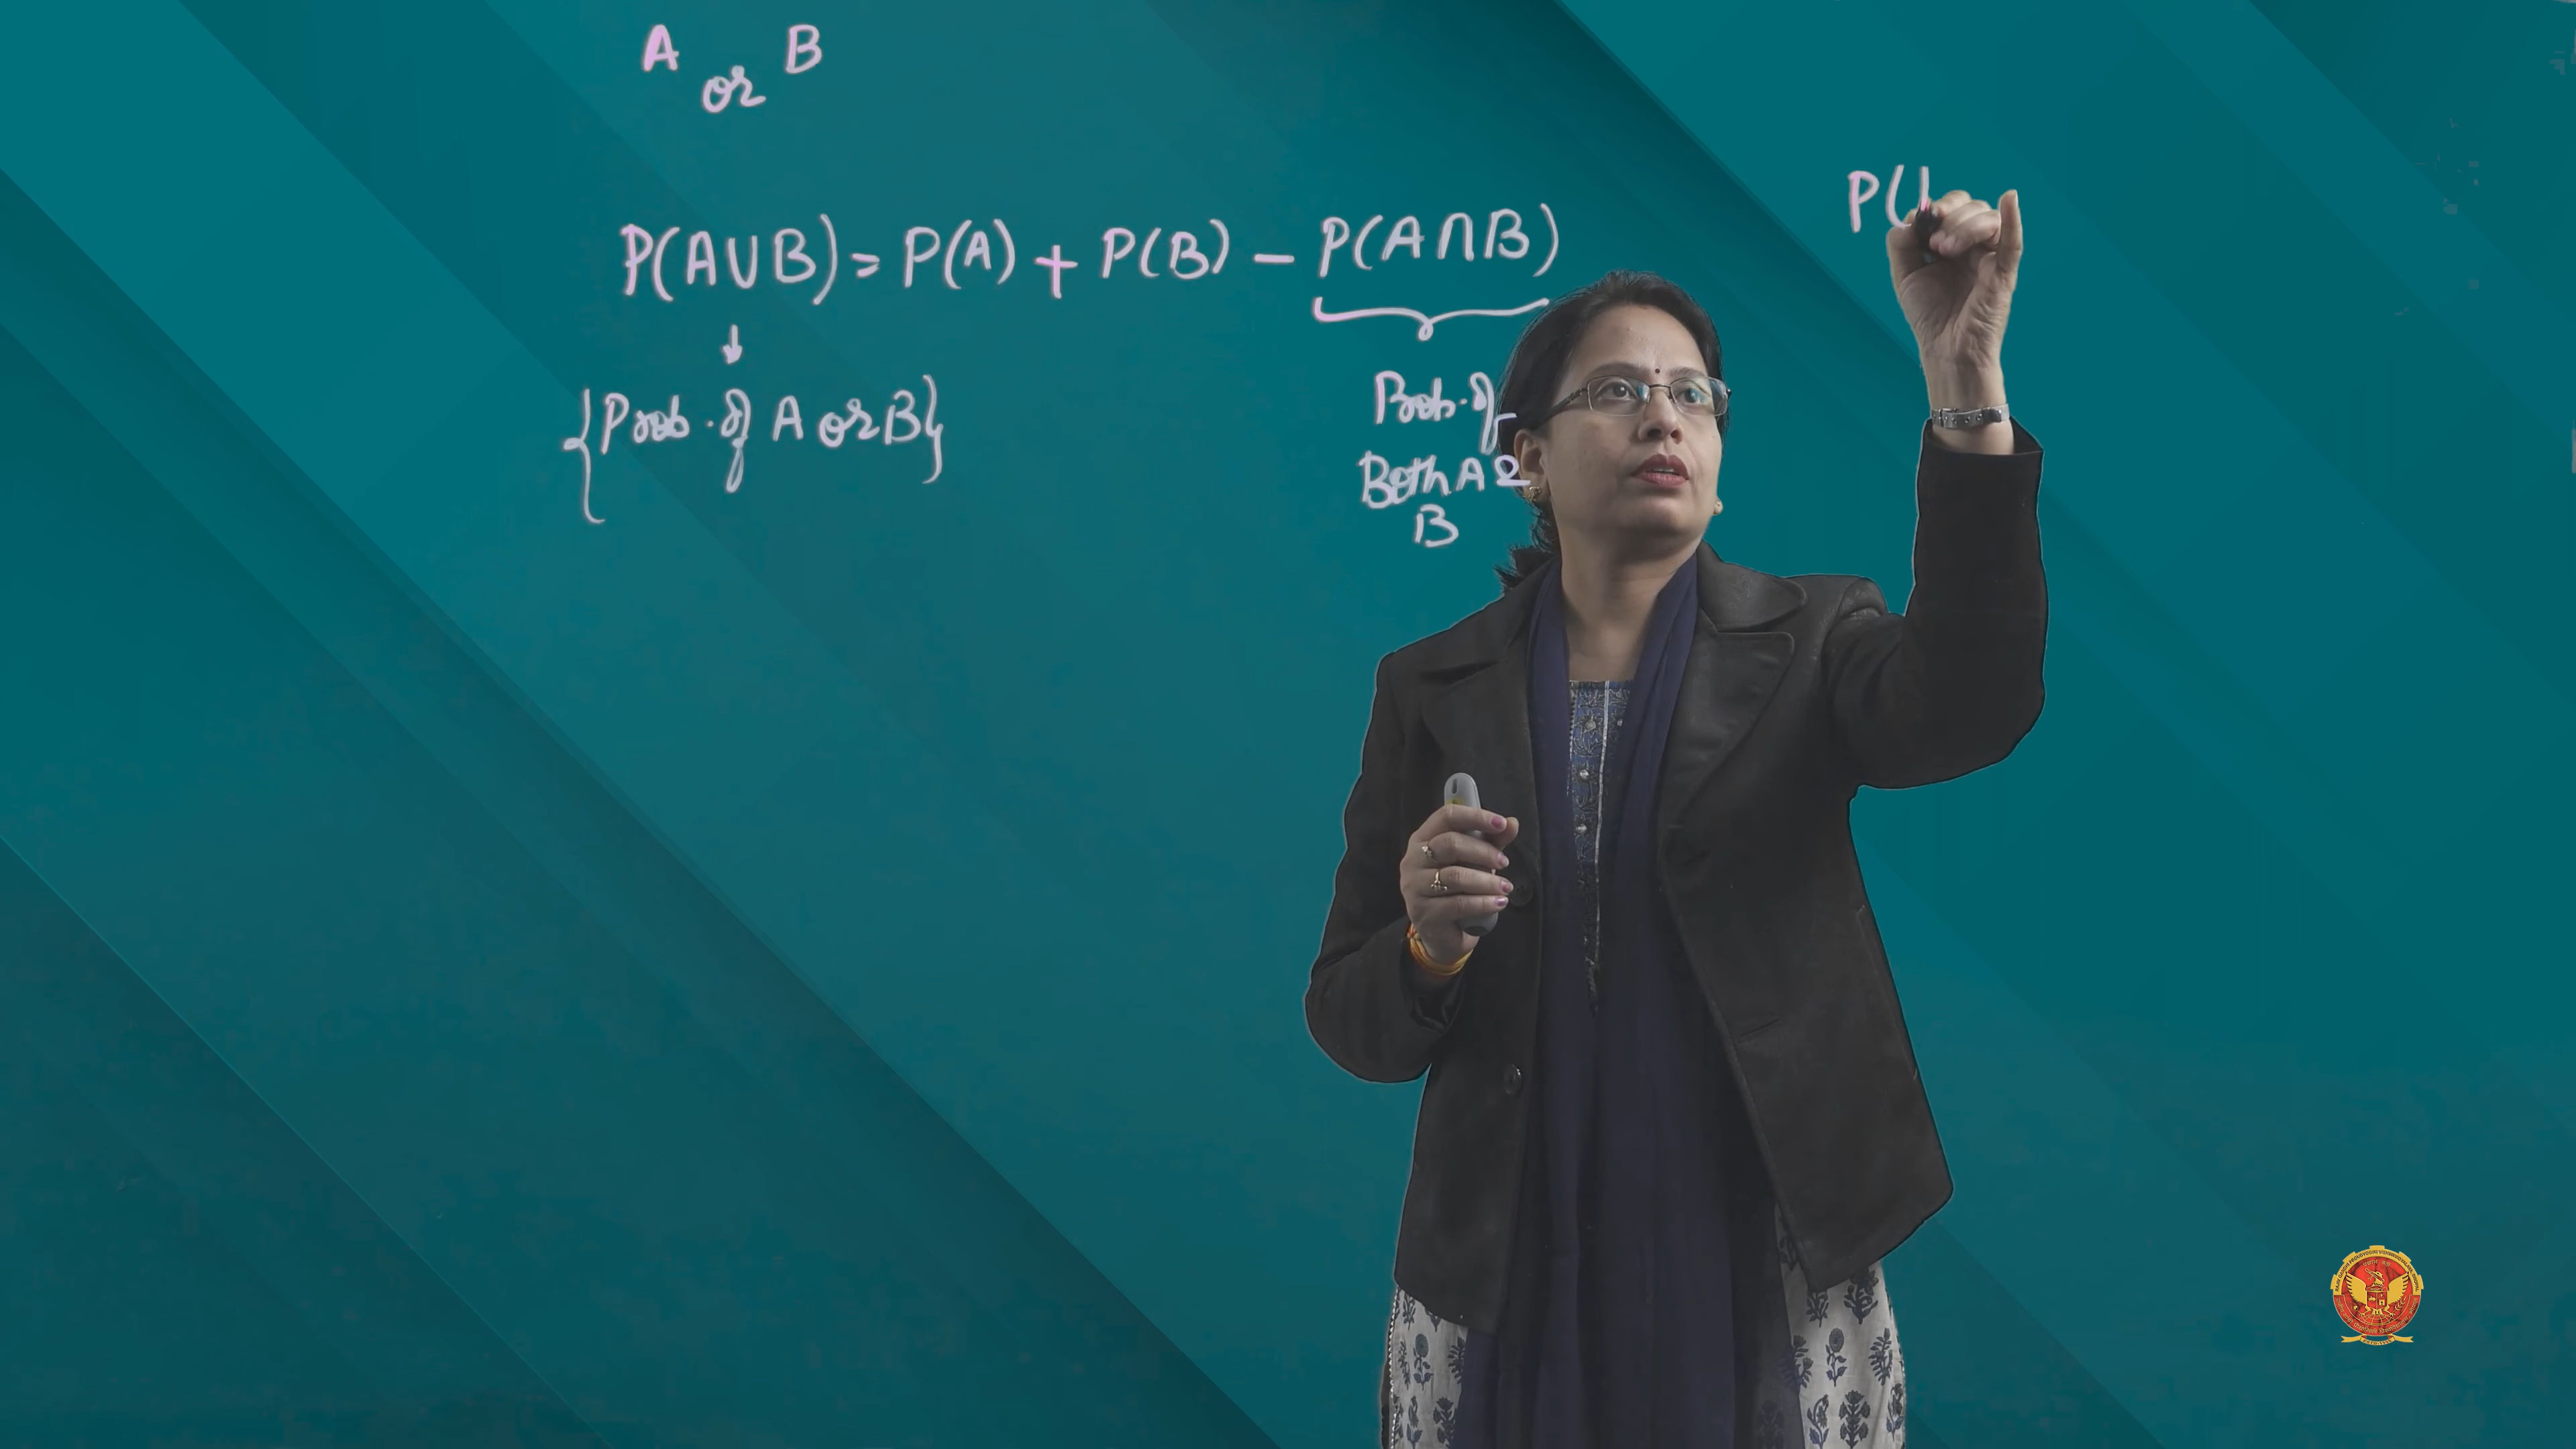 A or B
P(A∪B) = P(A) + P(B) − P(A∩B)
P(
↓
{Prob. of A or B}
Prob. of
Both A &
B